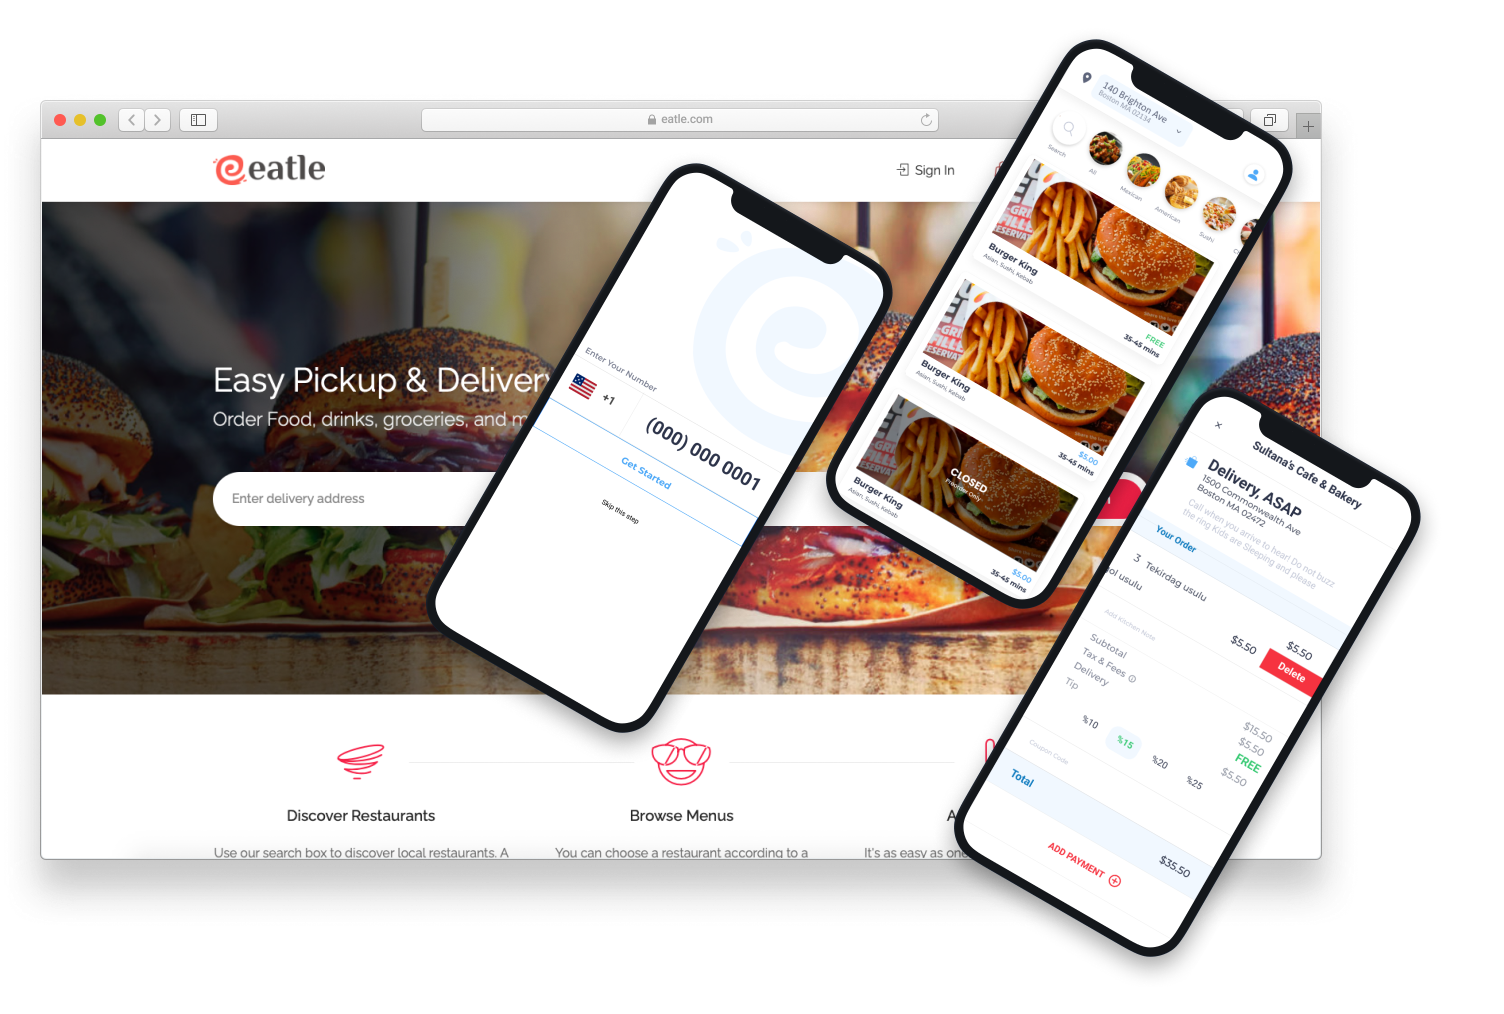 eatle.com
eatle
Sign In
Easy Pickup & Delivery
Order Food, drinks, groceries, and m
Enter delivery address
Discover Restaurants
Browse Menus
A
Use our search box to discover local restaurants. A
You can choose a restaurant according to a
It's as easy as one
Enter Your Number
+1
(000) 000 0001
Get Started
Skip this step
140 Brighton Ave
Boston MA 02134
Search
All
Mexican
American
Sushi
Burger King
Asian, Sushi, Kebab
FREE
35-45 mins
Burger King
Asian, Sushi, Kebab
$5.00
35-45 mins
CLOSED
Preorder Only
Burger King
Asian, Sushi, Kebab
$5.00
35-45 mins
Sultana's Cafe & Bakery
Delivery, ASAP
1500 Commonwealth Ave
Boston MA 02472
Call when you arrive to hear! Do not buzz
the ring Kids are Sleeping and please
Your Order
3 Tekirdag usulu
$5.50
ol usulu
$5.50
Delete
Add Kitchen Note
Subtotal
$15.50
Tax & Fees
$5.50
Delivery
FREE
Tip
$5.50
%10
%15
%20
%25
Coupon Code
Total
$35.50
ADD PAYMENT